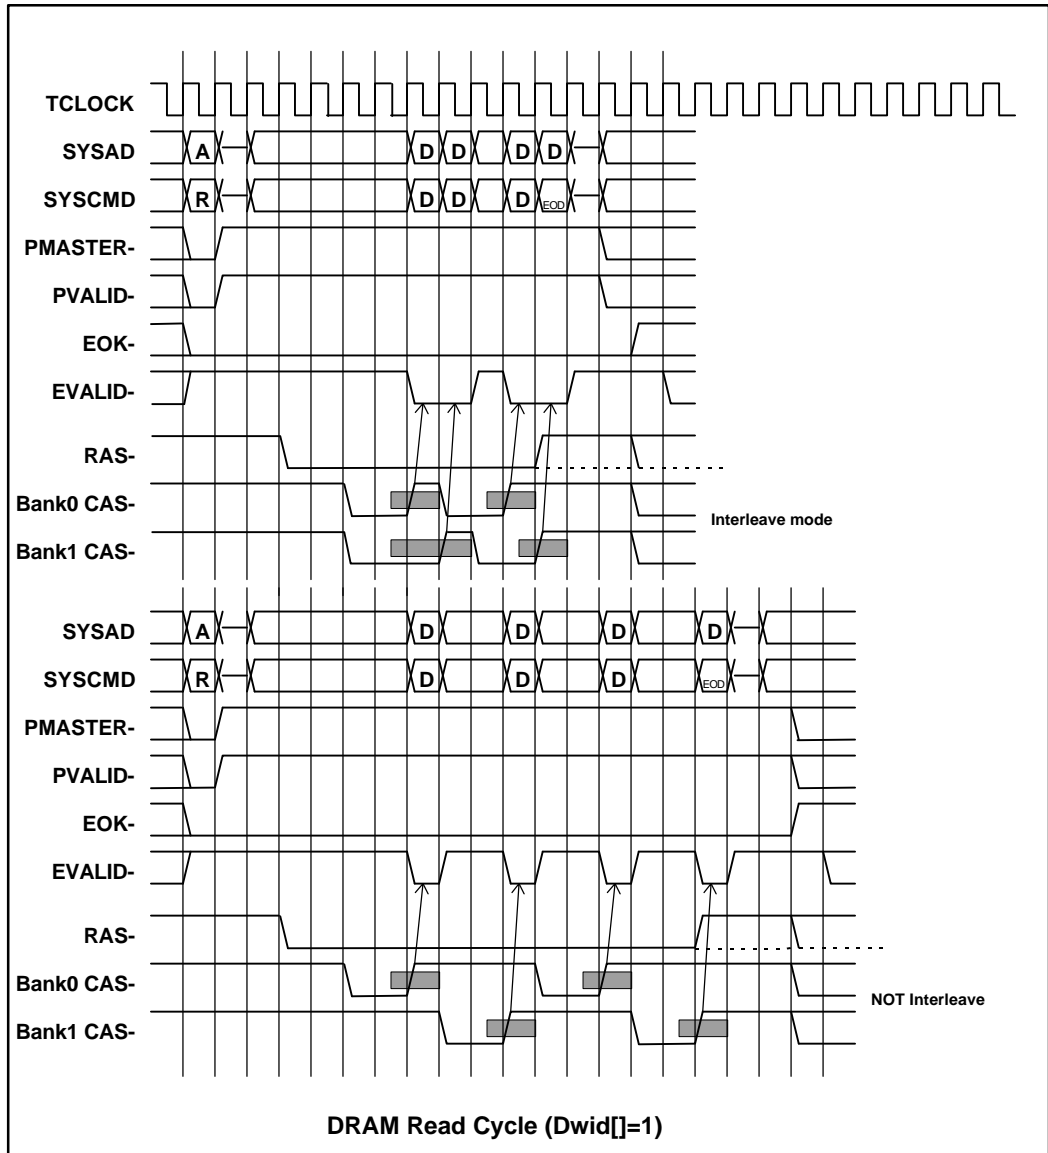 TCLOCK
SYSAD A D D D D
SYSCMD R D D D EOD
PMASTER-
PVALID-
EOK-
EVALID-
RAS-
Bank0 CAS-
Interleave mode
Bank1 CAS-
SYSAD A D D D D
SYSCMD R D D D EOD
PMASTER-
PVALID-
EOK-
EVALID-
RAS-
Bank0 CAS-
NOT Interleave
Bank1 CAS-
DRAM Read Cycle (Dwid[]=1)